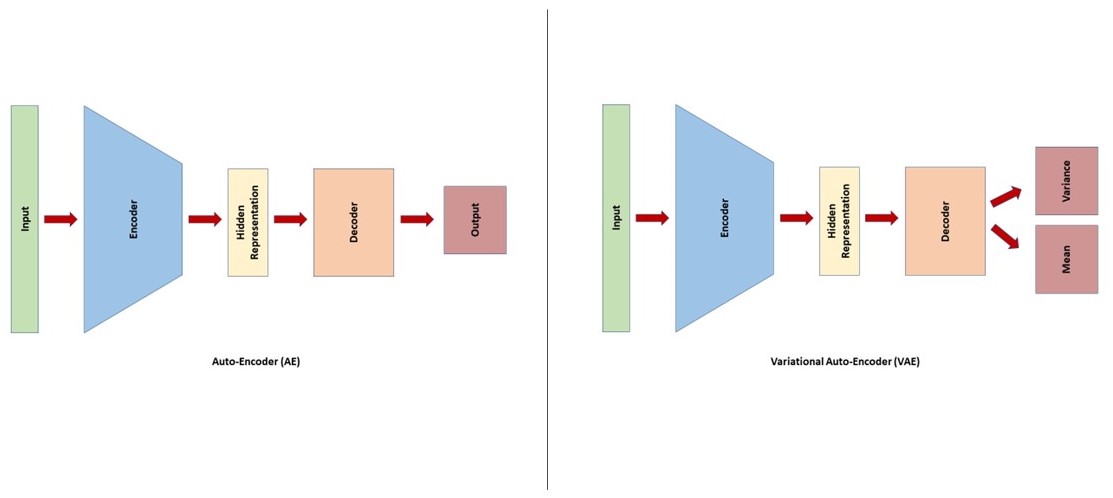 Input
Encoder
Hidden
Representation
Decoder
Output
Auto-Encoder (AE)
Input
Encoder
Hidden
Representation
Decoder
Variance
Mean
Variational Auto-Encoder (VAE)